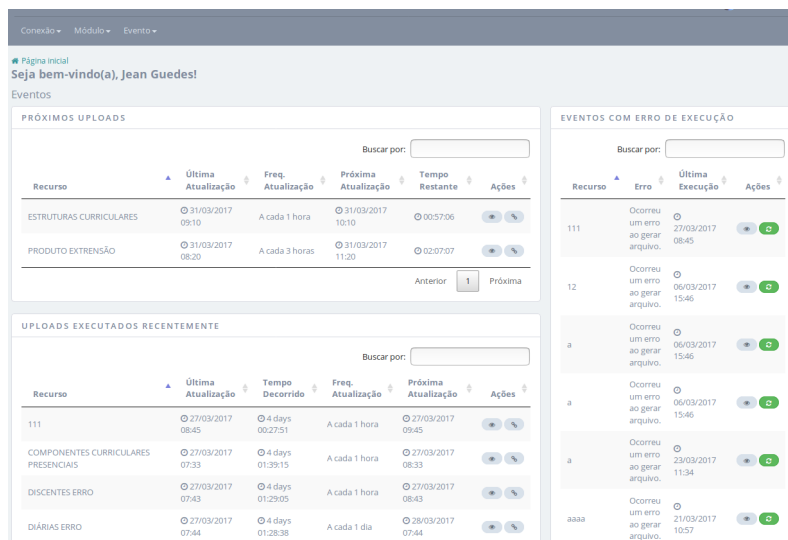 Conexão Módulo Evento
Página inicial
Seja bem-vindo(a), Jean Guedes!
Eventos
PRÓXIMOS UPLOADS
Buscar por:
Recurso Última Atualização Freq. Atualização Próxima Atualização Tempo Restante Ações
ESTRUTURAS CURRICULARES 31/03/2017 09:10 A cada 1 hora 31/03/2017 10:10 00:57:06
PRODUTO EXTRENSÃO 31/03/2017 08:20 A cada 3 horas 31/03/2017 11:20 02:07:07
Anterior 1 Próxima
UPLOADS EXECUTADOS RECENTEMENTE
Buscar por:
Recurso Última Atualização Tempo Decorrido Freq. Atualização Próxima Atualização Ações
111 27/03/2017 08:45 4 days 00:27:51 A cada 1 hora 27/03/2017 09:45
COMPONENTES CURRICULARES PRESENCIAIS 27/03/2017 07:33 4 days 01:39:15 A cada 1 hora 27/03/2017 08:33
DISCENTES ERRO 27/03/2017 07:43 4 days 01:29:05 A cada 1 hora 27/03/2017 08:43
DIÁRIAS ERRO 27/03/2017 07:44 4 days 01:28:38 A cada 1 dia 28/03/2017 07:44
EVENTOS COM ERRO DE EXECUÇÃO
Buscar por:
Recurso Erro Última Execução Ações
111 Ocorreu um erro ao gerar arquivo. 27/03/2017 08:45
12 Ocorreu um erro ao gerar arquivo. 06/03/2017 15:46
a Ocorreu um erro ao gerar arquivo. 06/03/2017 15:46
a Ocorreu um erro ao gerar arquivo. 06/03/2017 15:46
a Ocorreu um erro ao gerar arquivo. 23/03/2017 11:34
aaaa Ocorreu um erro ao gerar arquivo. 21/03/2017 10:57